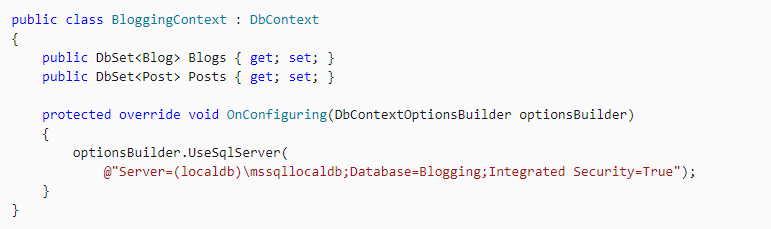 public class BloggingContext : DbContext
{
    public DbSet<Blog> Blogs { get; set; }
    public DbSet<Post> Posts { get; set; }

    protected override void OnConfiguring(DbContextOptionsBuilder optionsBuilder)
    {
        optionsBuilder.UseSqlServer(
            @"Server=(localdb)\mssqllocaldb;Database=Blogging;Integrated Security=True");
    }
}